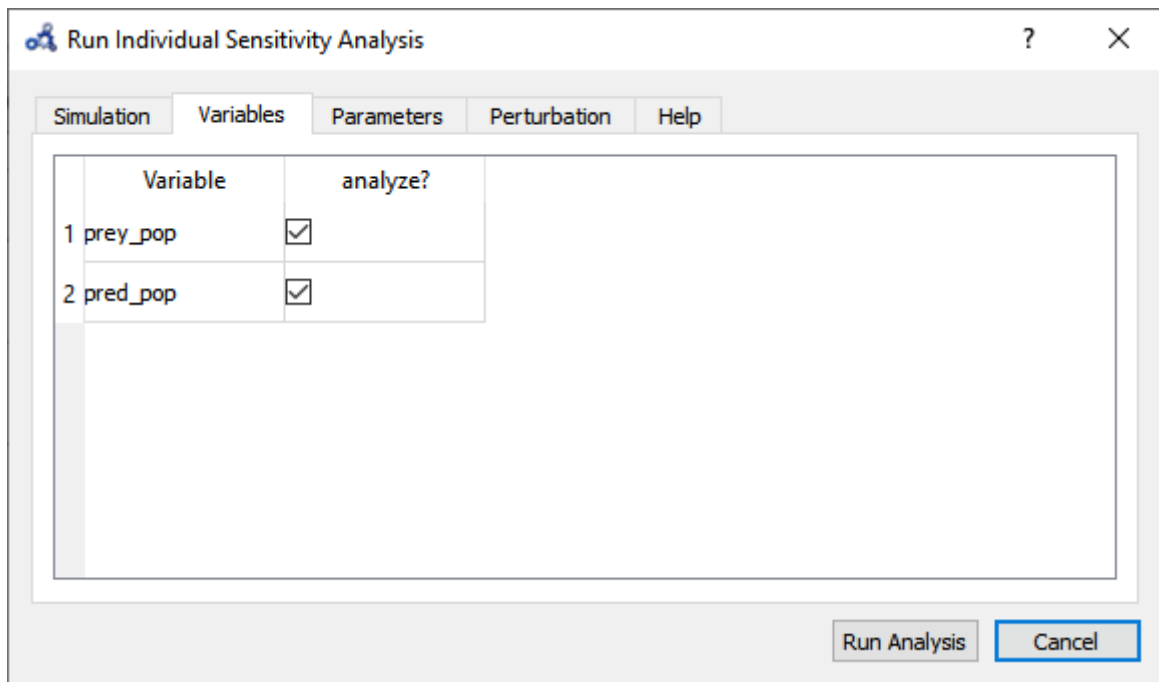 Run Individual Sensitivity Analysis ?
Simulation Variables Parameters Perturbation Help
Variable analyze?
1 prey_pop
2 pred_pop
Run Analysis Cancel